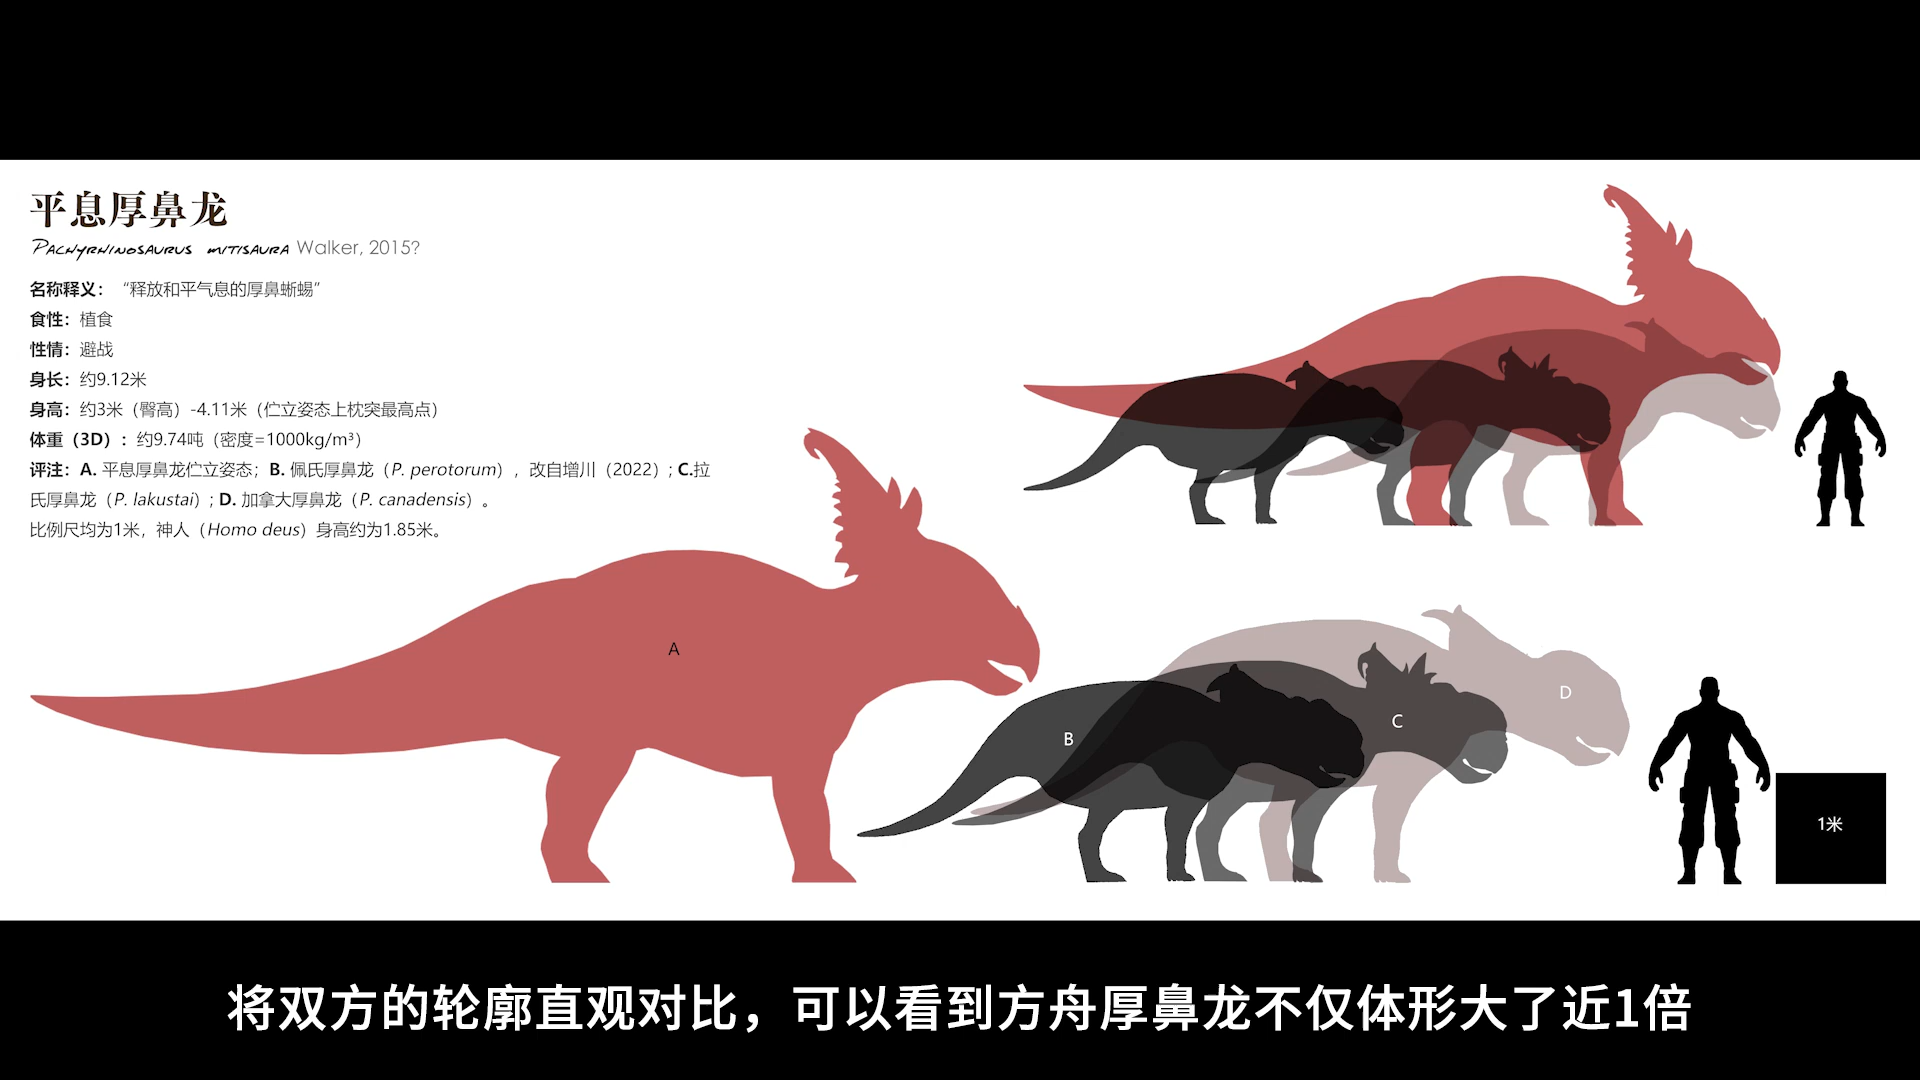 平息厚鼻龙
PACHYRHINOSAURUS MITISAURA Walker, 2015?
名称释义：“释放和平气息的厚鼻蜥蜴”
食性：植食
性情：避战
身长：约9.12米
身高：约3米（臀高）-4.11米（伫立姿态上枕突最高点）
体重（3D）：约9.74吨（密度=1000kg/m³）
评注：A. 平息厚鼻龙伫立姿态；B. 佩氏厚鼻龙（P. perotorum），改自增川（2022）; C.拉
氏厚鼻龙（P. lakustai）; D. 加拿大厚鼻龙（P. canadensis）。
比例尺均为1米，神人（Homo deus）身高约为1.85米。
A
B
C
D
1米
将双方的轮廓直观对比，可以看到方舟厚鼻龙不仅体形大了近1倍